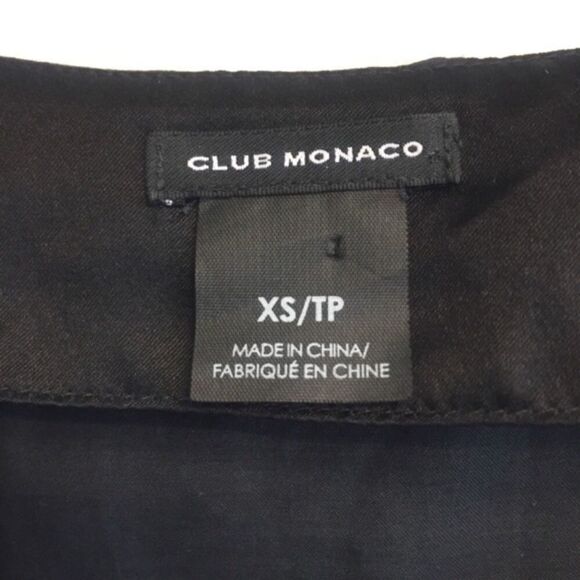 CLUB MONACO
XS/TP
MADE IN CHINA/
FABRIQUÉ EN CHINE